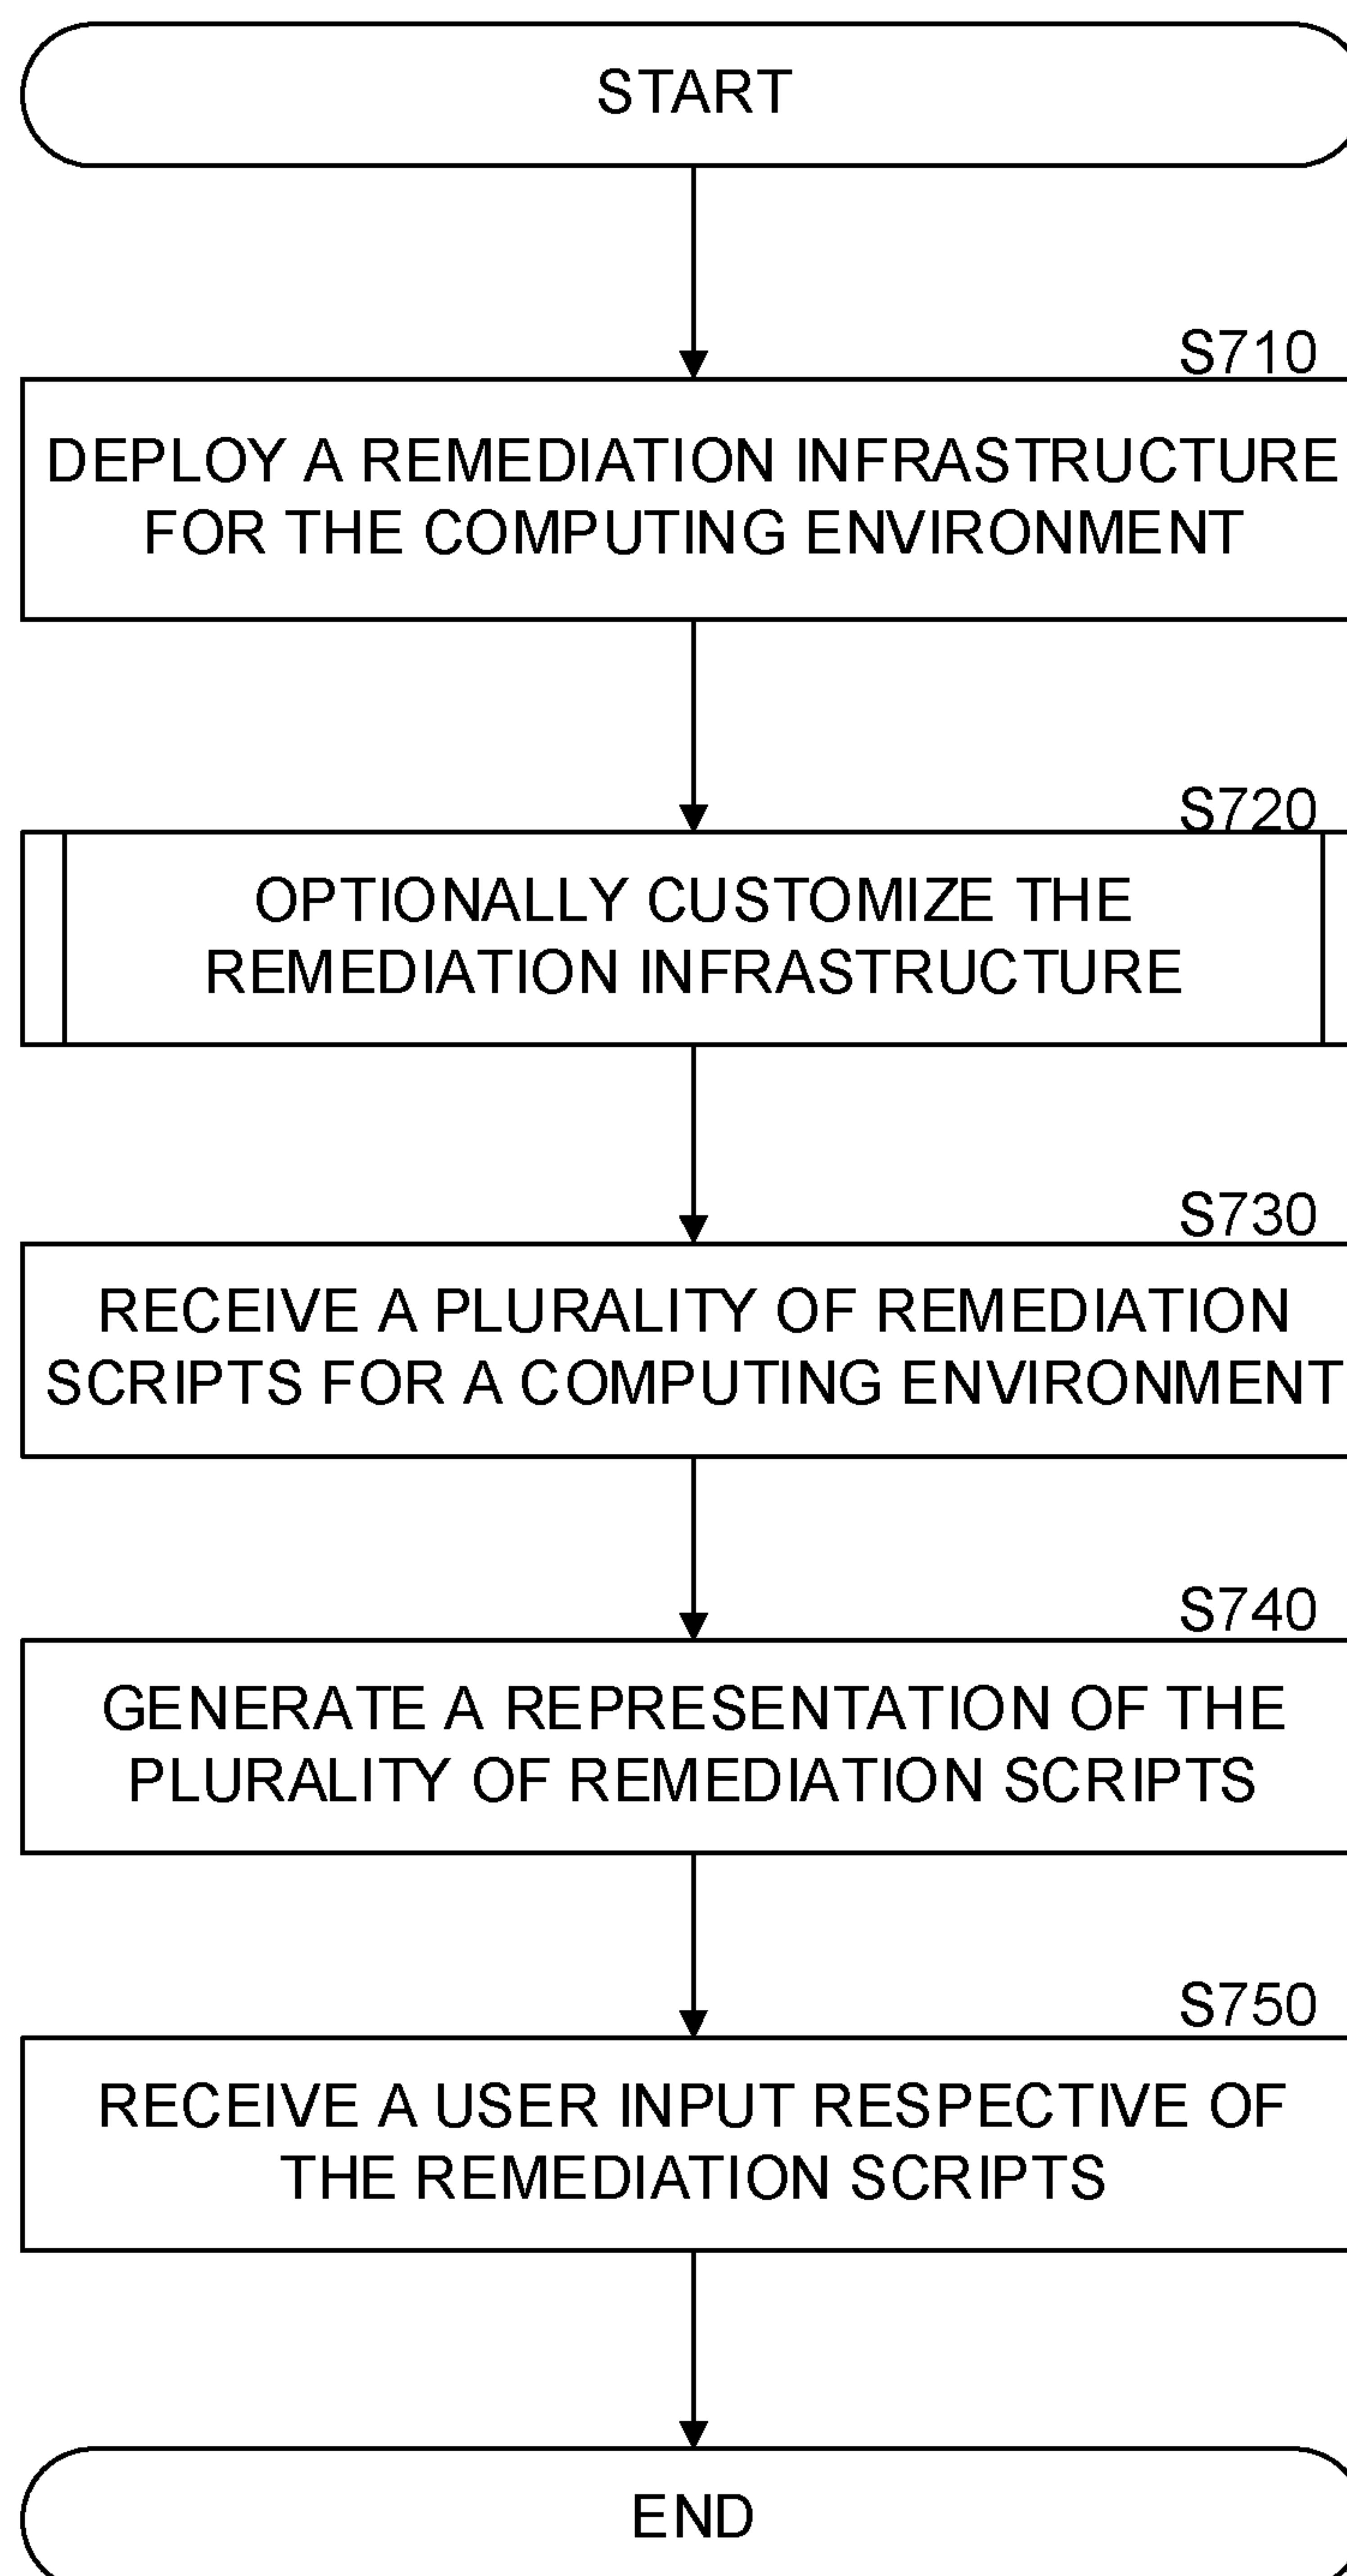 START
S710
DEPLOY A REMEDIATION INFRASTRUCTURE
FOR THE COMPUTING ENVIRONMENT
S720
OPTIONALLY CUSTOMIZE THE
REMEDIATION INFRASTRUCTURE
S730
RECEIVE A PLURALITY OF REMEDIATION
SCRIPTS FOR A COMPUTING ENVIRONMENT
S740
GENERATE A REPRESENTATION OF THE
PLURALITY OF REMEDIATION SCRIPTS
S750
RECEIVE A USER INPUT RESPECTIVE OF
THE REMEDIATION SCRIPTS
END